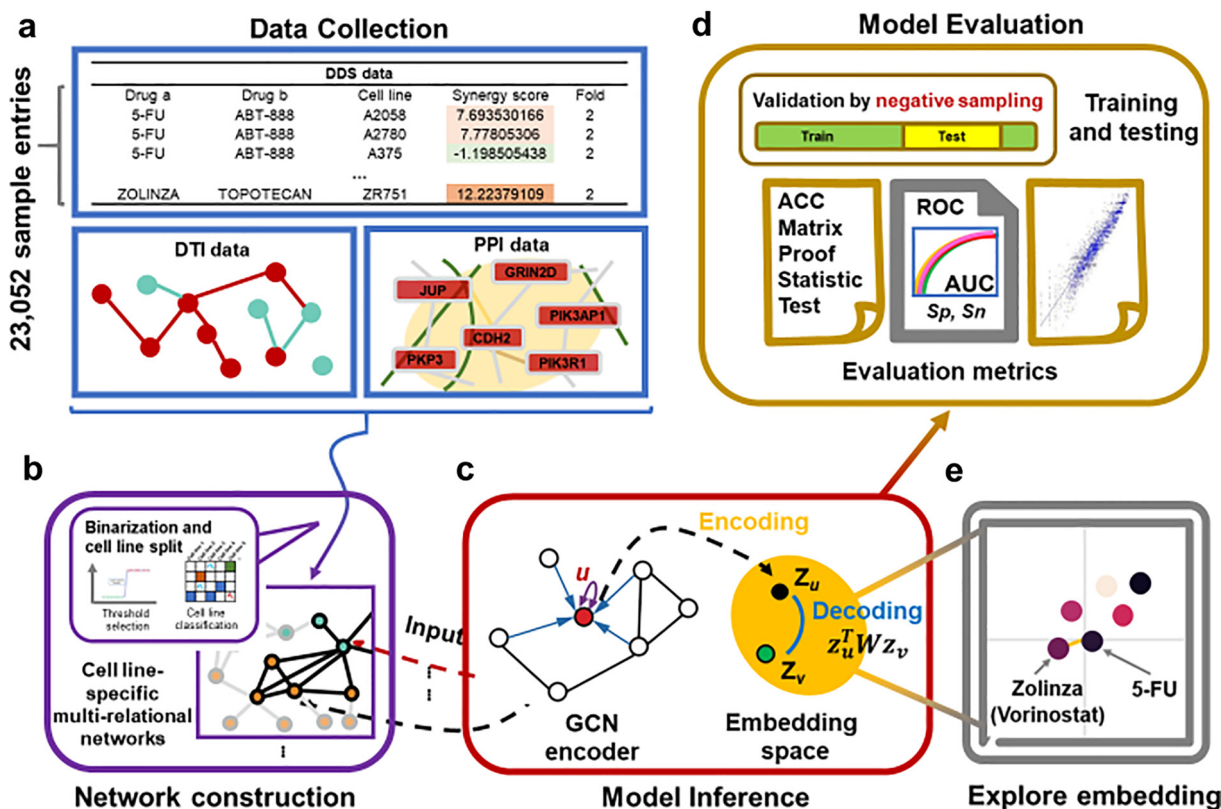 a
Data Collection
23,052 sample entries
DDS data
Drug a Drug b Cell line Synergy score Fold
5-FU ABT-888 A2058 7.693530166 2
5-FU ABT-888 A2780 7.77805306 2
5-FU ABT-888 A375 -1.198505438 2
...
ZOLINZA TOPOTECAN ZR751 12.22379109 2
DTI data
PPI data
GRIN2D
JUP
PIK3AP1
CDH2
PKP3
PIK3R1
d
Model Evaluation
Validation by negative sampling
Train Test
Training
and testing
ACC
Matrix
Proof
Statistic
Test
ROC
AUC
Sp, Sn
Evaluation metrics
b
Binarization and
cell line split
Threshold
selection
Cell line
classification
Cell line-
specific
multi-relational
networks
Network construction
Input
c
Encoding
u
Zu
Decoding
z_u^T W z_v
Zv
GCN
encoder
Embedding
space
Model Inference
e
Zolinza
(Vorinostat)
5-FU
Explore embedding